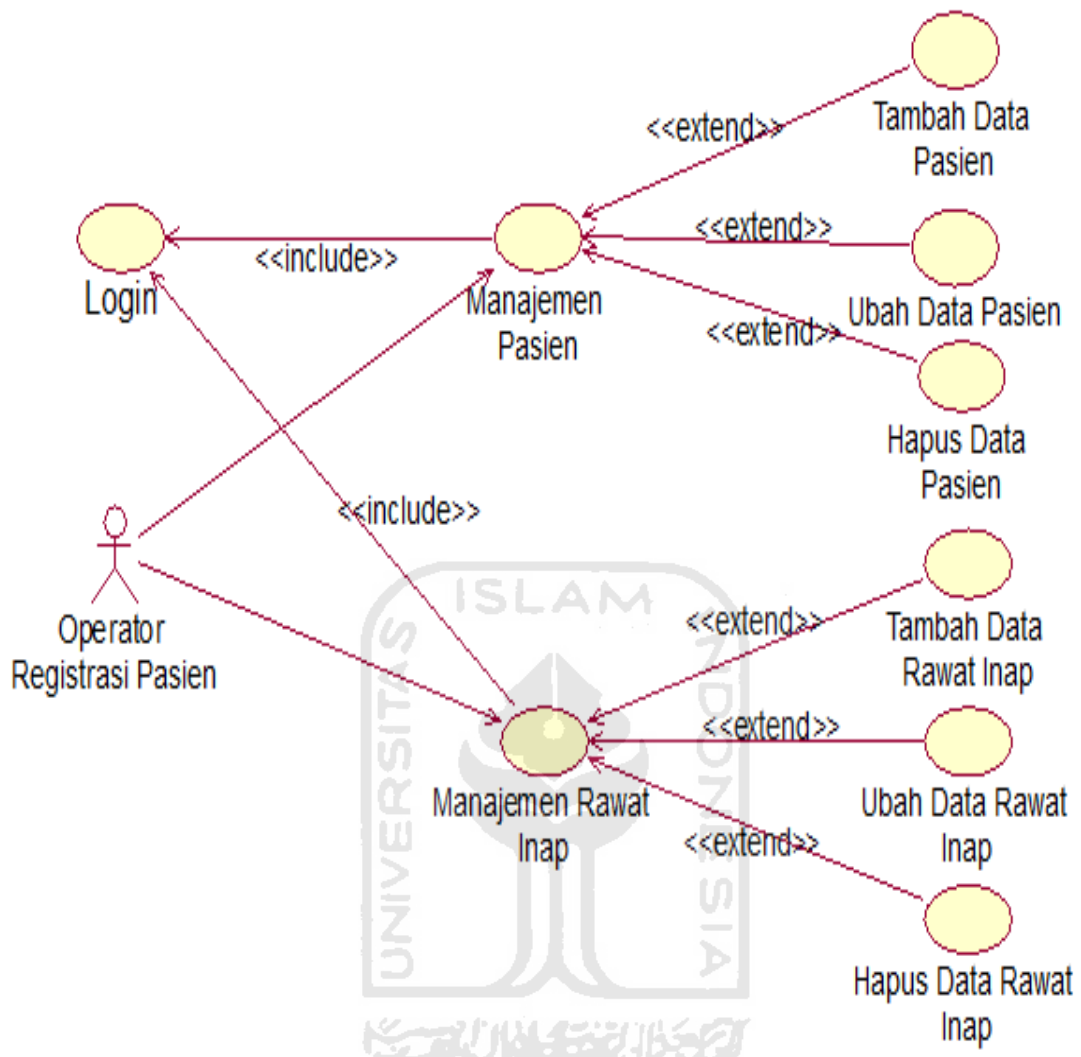 <<extend>>
Tambah Data
Pasien
<<extend>>
<<include>>
Login
Manajemen
Pasien
Ubah Data Pasien
<<extend>>
Hapus Data
Pasien
<<include>>
Operator
Registrasi Pasien
<<extend>>
Tambah Data
Rawat Inap
<<extend>>
Manajemen Rawat
Inap
Ubah Data Rawat
Inap
<<extend>>
Hapus Data Rawat
Inap
UNIVERSITAS
ISLAM
INDONESIA